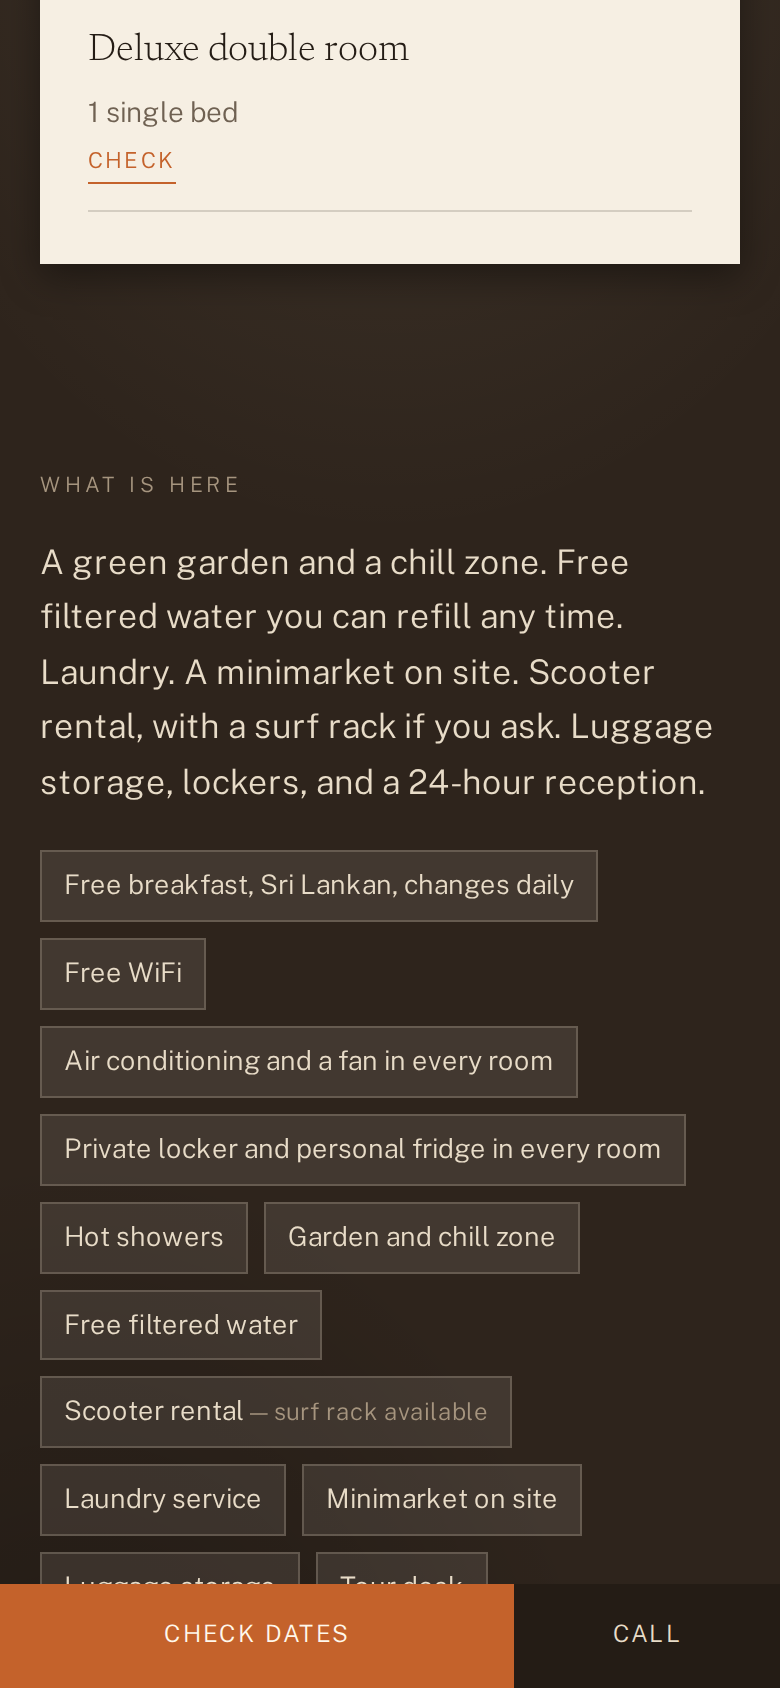 Deluxe double room
1 single bed
CHECK
WHAT IS HERE
A green garden and a chill zone. Free
filtered water you can refill any time.
Laundry. A minimarket on site. Scooter
rental, with a surf rack if you ask. Luggage
storage, lockers, and a 24-hour reception.
Free breakfast, Sri Lankan, changes daily
Free WiFi
Air conditioning and a fan in every room
Private locker and personal fridge in every room
Hot showers
Garden and chill zone
Free filtered water
Scooter rental — surf rack available
Laundry service
Minimarket on site
Luggage storage
Tour desk
CHECK DATES
CALL